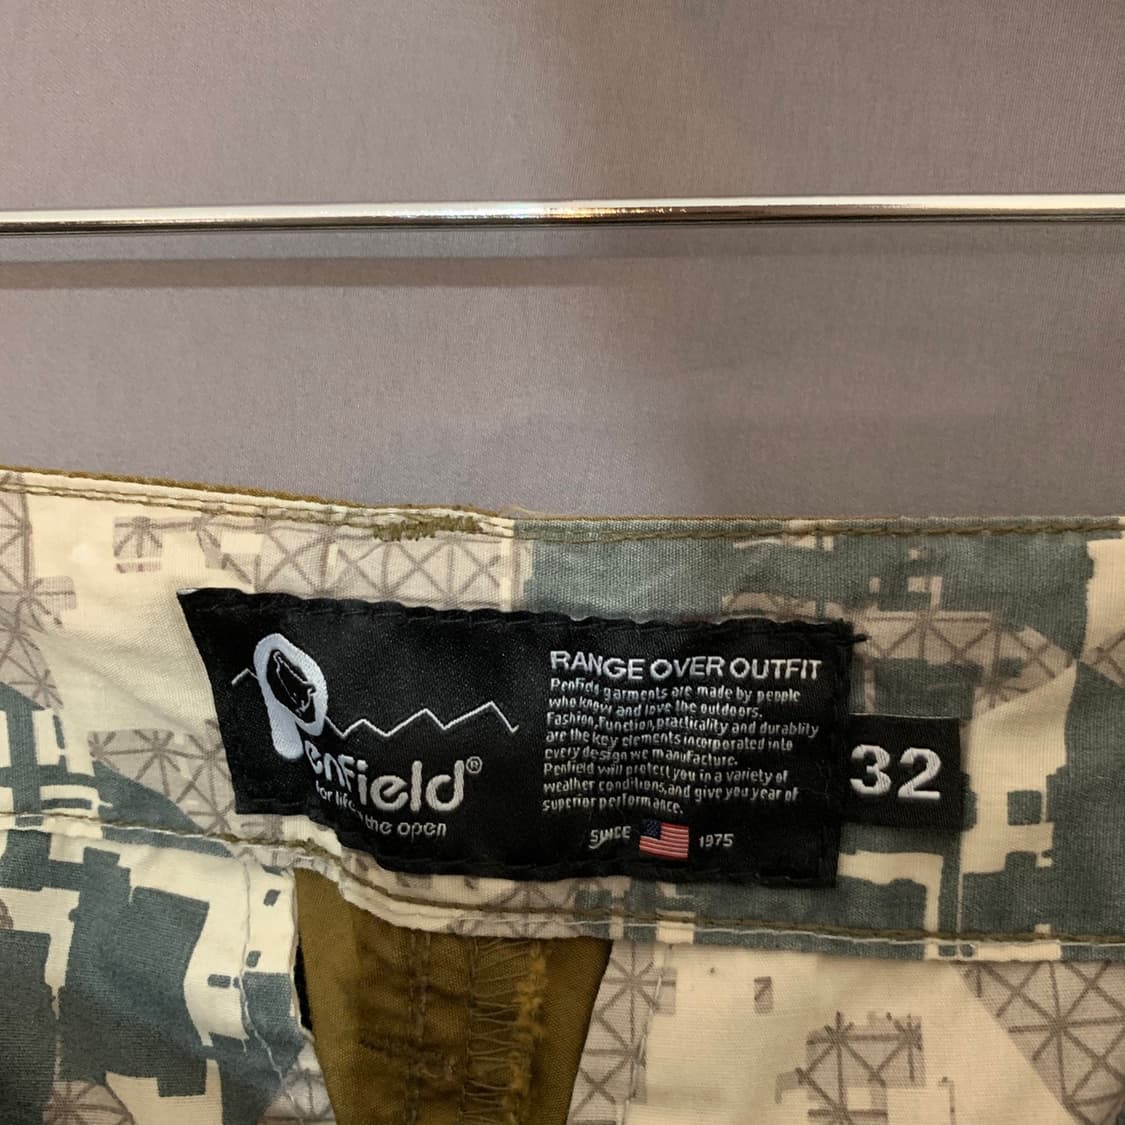 Penfield®
for life in the open
RANGE OVER OUTFIT
Penfield garments are made by people
who know and love the outdoors.
Fashion, Function, practicality and durablity
are the key elements incorporated into
every design we manufacture.
Penfield will protect you in a variety of
weather conditions,and give you year of
superior performance.
SINCE 1975
32